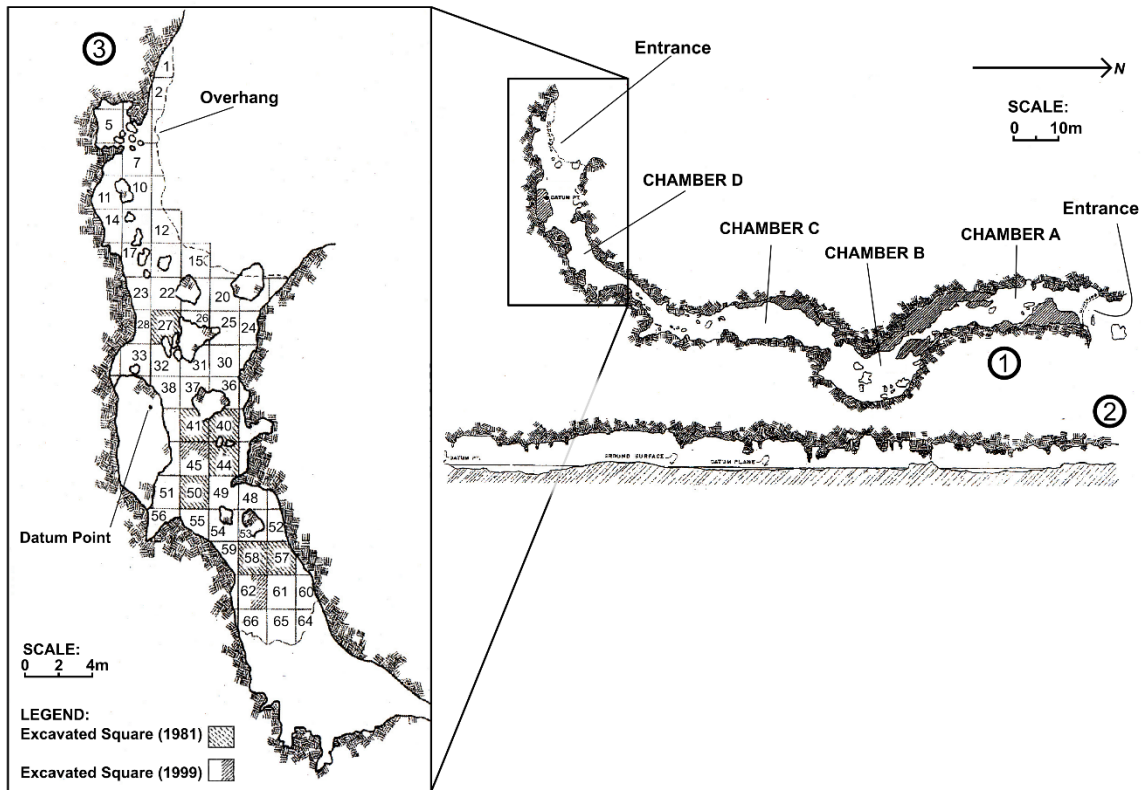 3
1
2
Overhang
5
7
10
11
14
12
17
15
23
22
20
28
27
26
25
24
33
32
31
30
38
37
36
41
40
45
44
51
50
49
48
56
55
54
53
52
59
58
57
62
61
60
66
65
64
Datum Point
SCALE:
0 2 4m
LEGEND:
Excavated Square (1981)
Excavated Square (1999)
Entrance
N
SCALE:
0 10m
CHAMBER D
DATUM PT.
CHAMBER C
CHAMBER B
CHAMBER A
Entrance
1
2
DATUM PT.
GROUND SURFACE
DATUM PLANE